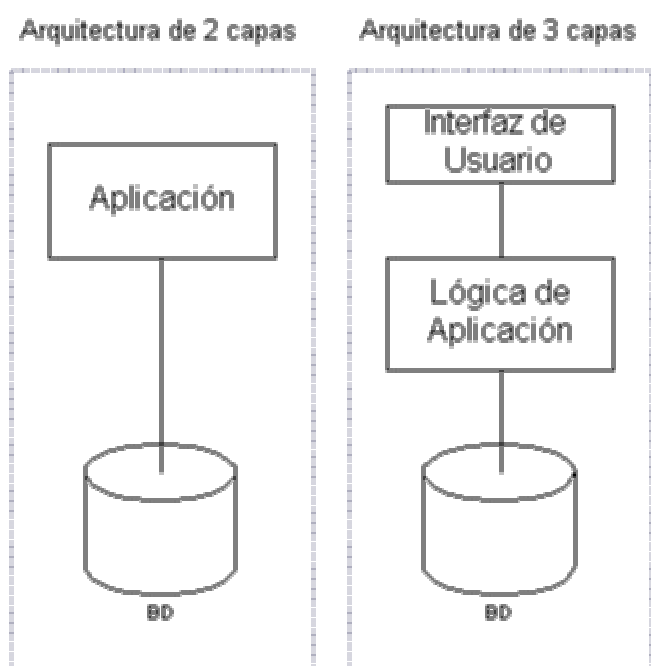 Arquitectura de 2 capas
Aplicación
BD
Arquitectura de 3 capas
Interfaz de
Usuario
Lógica de
Aplicación
BD